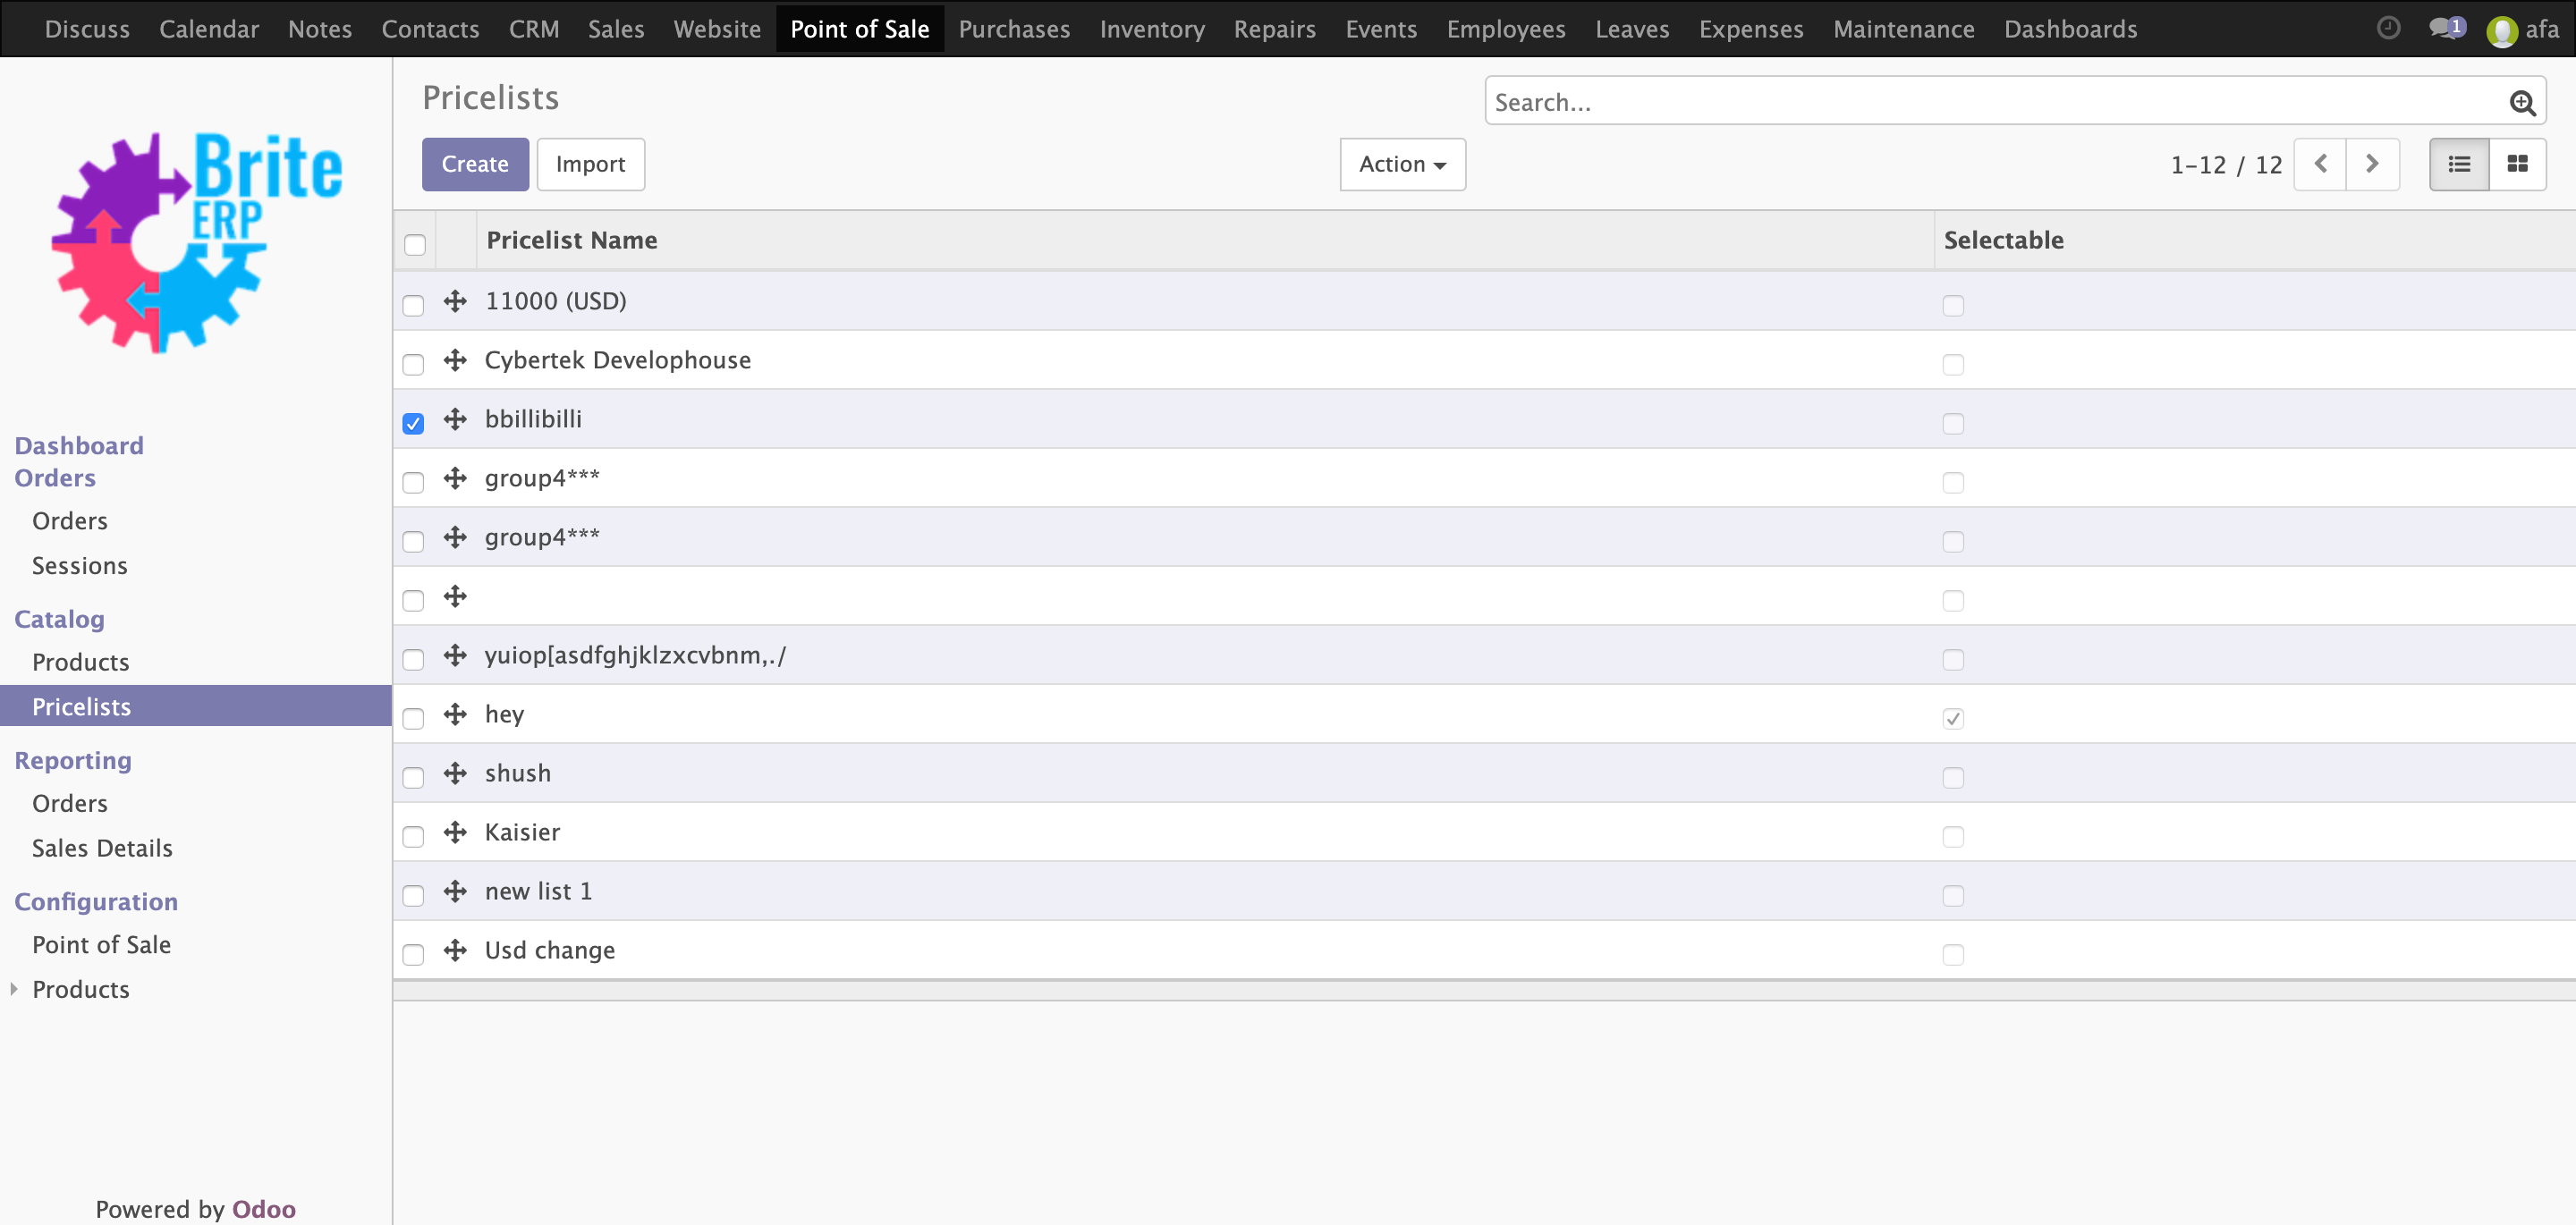 Discuss Calendar Notes Contacts CRM Sales Website Point of Sale Purchases Inventory Repairs Events Employees Leaves Expenses Maintenance Dashboards 1 afa
Brite
ERP
Dashboard
Orders
Orders
Sessions
Catalog
Products
Pricelists
Reporting
Orders
Sales Details
Configuration
Point of Sale
Products
Powered by Odoo
Pricelists
Search...
Create Import Action 1-12 / 12
Pricelist Name Selectable
11000 (USD)
Cybertek Develophouse
bbillibilli
group4***
group4***
yuiop[asdfghjklzxcvbnm,./
hey
shush
Kaisier
new list 1
Usd change